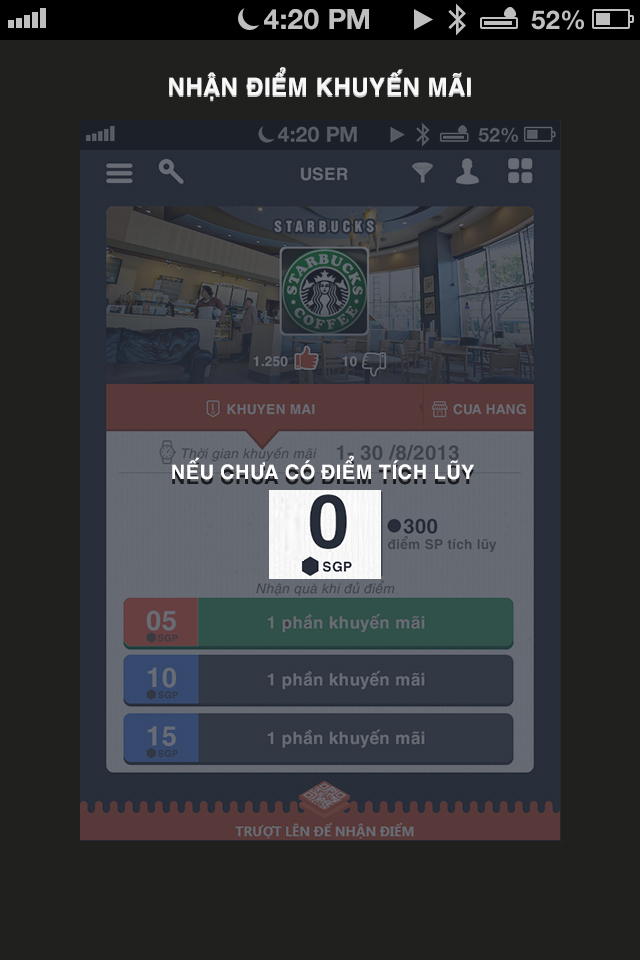 4:20 PM 52%
NHẬN ĐIỂM KHUYẾN MÃI
4:20 PM 52%
USER
STARBUCKS
STARBUCKS
COFFEE
1.250 10
KHUYEN MAI CUA HANG
Thời gian khuyến mãi 1- 30 /8/2013
NẾU CHƯA CÓ ĐIỂM TÍCH LŨY
0
SGP
300
điểm SP tích lũy
Nhận quà khi đủ điểm
05
SGP
1 phần khuyến mãi
10
SGP
1 phần khuyến mãi
15
SGP
1 phần khuyến mãi
TRƯỢT LÊN ĐỂ NHẬN ĐIỂM